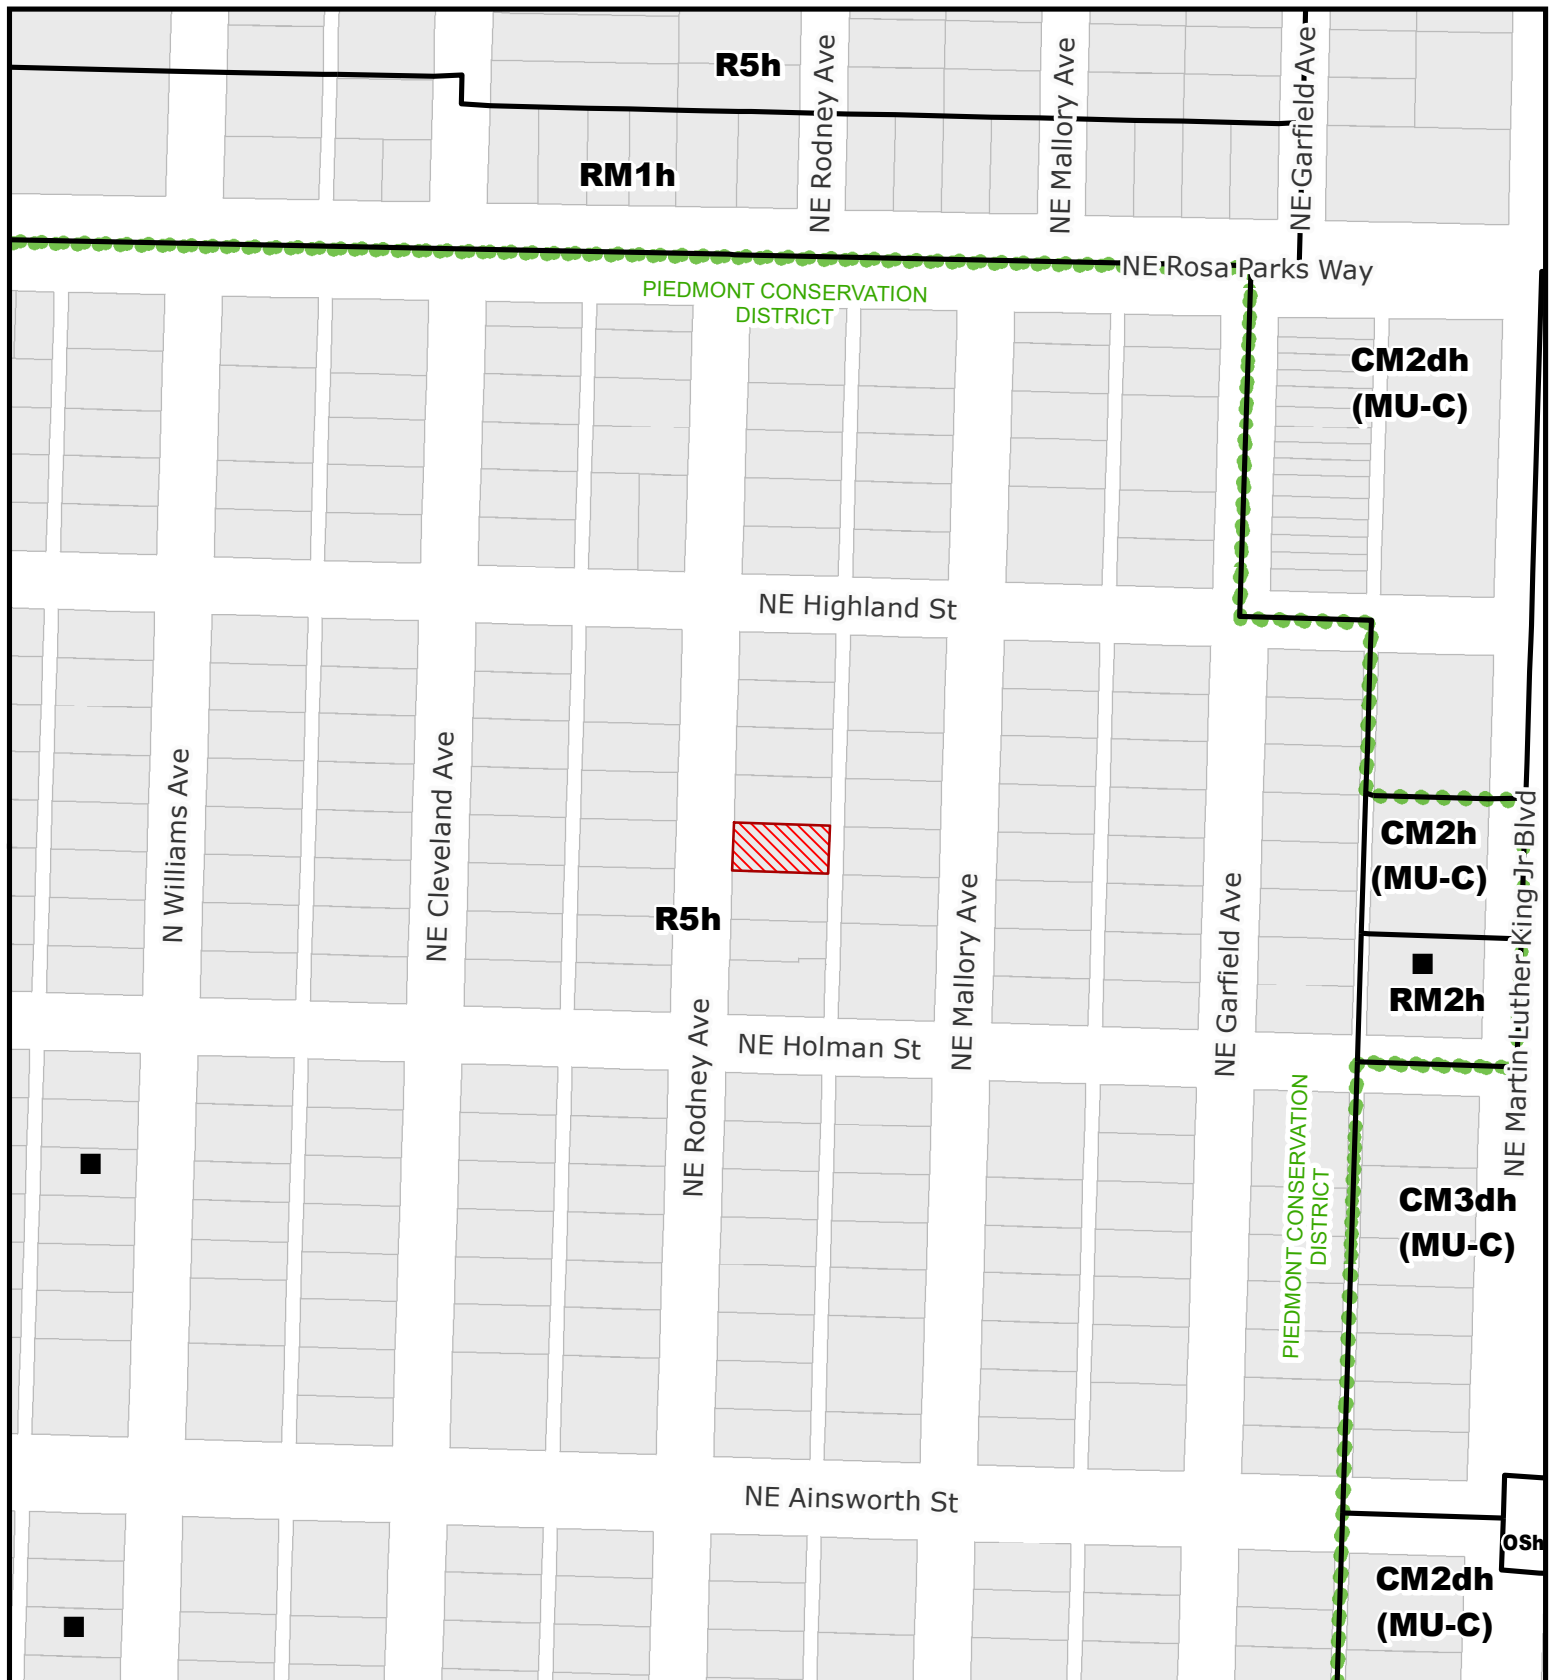 R5h
NE Rodney Ave
NE Mallory Ave
NE Garfield Ave
RM1h
NE Rosa Parks Way
PIEDMONT CONSERVATION
DISTRICT
CM2dh
(MU-C)
NE Highland St
N Williams Ave
NE Cleveland Ave
R5h
NE Rodney Ave
NE Mallory Ave
NE Garfield Ave
CM2h
(MU-C)
NE Martin Luther King Jr Blvd
RM2h
NE Holman St
PIEDMONT CONSERVATION
DISTRICT
CM3dh
(MU-C)
NE Ainsworth St
OSh
CM2dh
(MU-C)